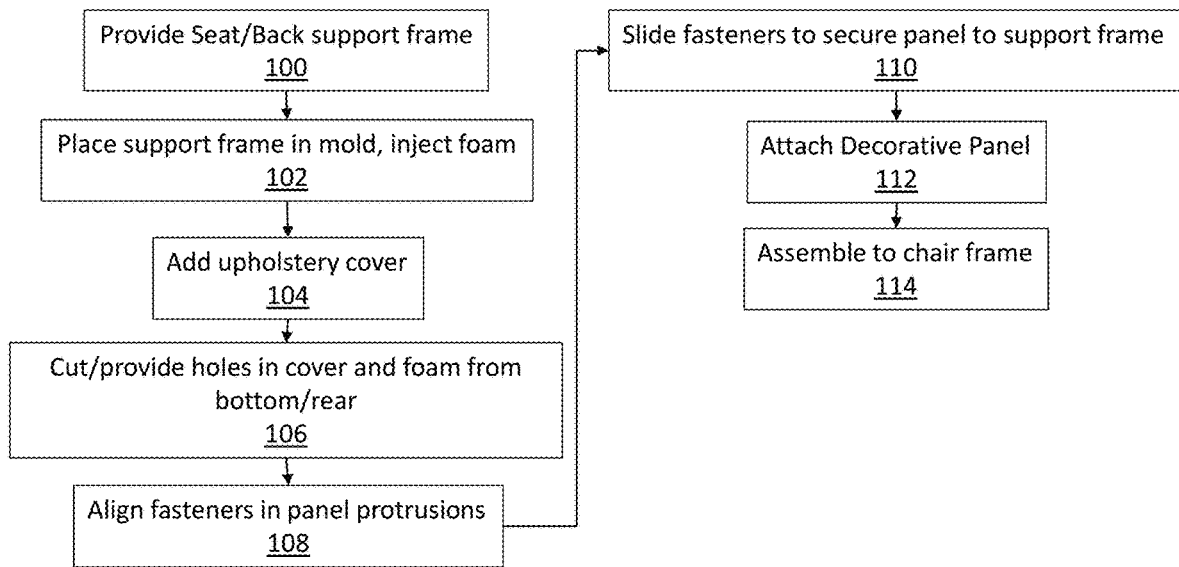 Provide Seat/Back support frame
100
Place support frame in mold, inject foam
102
Add upholstery cover
104
Cut/provide holes in cover and foam from
bottom/rear
106
Align fasteners in panel protrusions
108
Slide fasteners to secure panel to support frame
110
Attach Decorative Panel
112
Assemble to chair frame
114